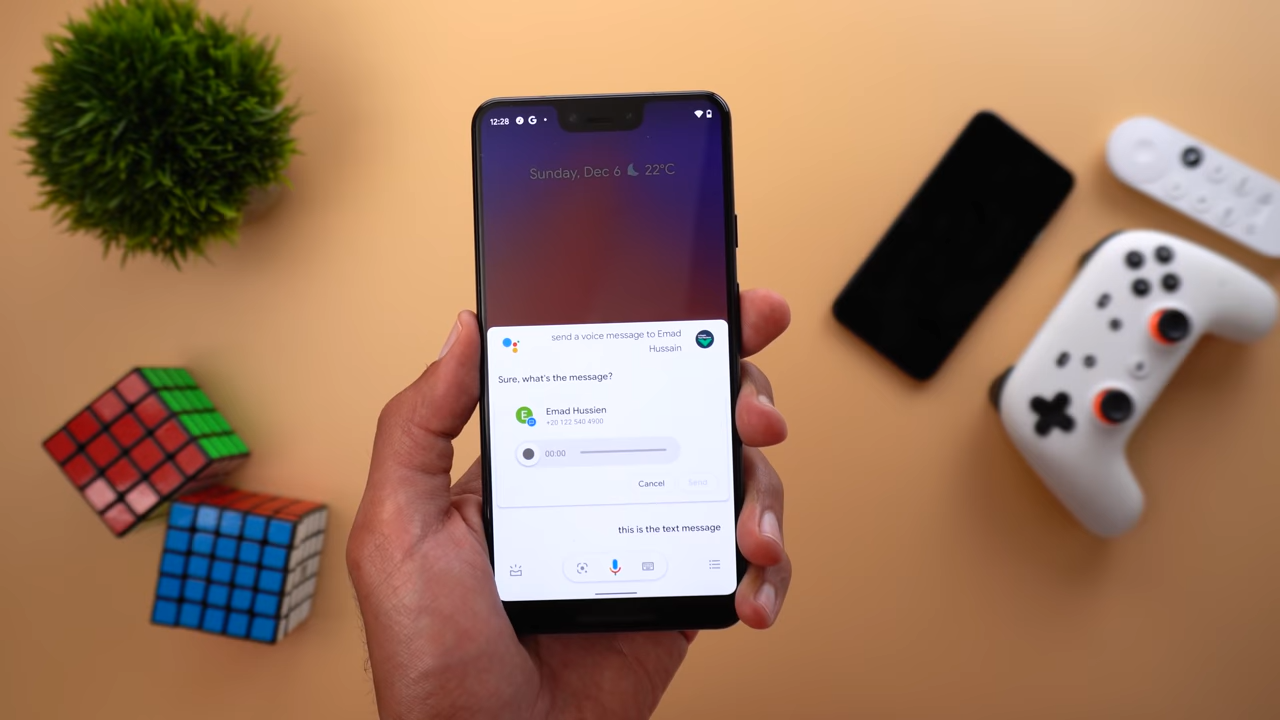 12:28
Sunday, Dec 6 22°C
send a voice message to Emad
Hussain
Sure, what's the message?
E
Emad Hussien
+20 122 540 4900
00:00
Cancel Send
this is the text message